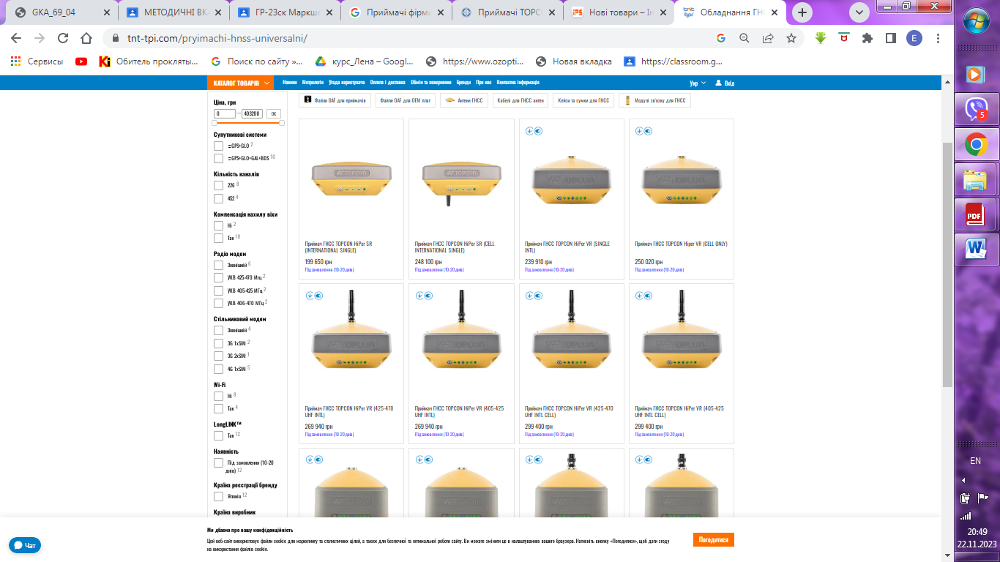 GKA_69_04
МЕТОДИЧНІ ВК
ГР-23ск Маркше
Приймачі фірм
Приймачі ТОРС
Нові товари – Ін
Обладнання ГН
tnt-tpi.com/pryimachi-hnss-universalni/
E
Сервисы
Обитель прокляты...
Поиск по сайту »...
курс_Лена – Googl...
https://www.ozopti...
Новая вкладка
https://classroom.g...
КАТАЛОГ ТОВАРІВ
Новини Метрологія Угода користувача Оплата і доставка Обмін та повернення Бренди Про нас Контактна інформація
Укр
Вхід
Файли OAF для приймачів
Файли OAF для OEM плат
Антени ГНСС
Кабелі для ГНСС антен
Кейси та сумки для ГНСС
Модулі зв'язку для ГНСС
Ціна, грн
0 — 403200 ОК
Супутникові системи
=GPS+GLO 2
=GPS+GLO+GAL+BDS 10
Кількість каналів
226 8
452 4
Компенсація нахилу віхи
Ні 2
Так 10
Радіо модем
Зовнішній 6
УКВ 425-470 Мгц 2
УКВ 405-425 МГц 2
УКВ 406-470 МГц 2
Стільниковий модем
Зовнішній 4
3G 1xSIM 2
3G 2xSIM 1
4G 1xSIM 5
Wi-Fi
Ні 8
Так 4
LongLINK™
Так 12
Наявність
Під замовлення (10-20
днів) 12
Країна реєстрації бренду
Японія 12
Країна виробник
Приймач ГНСС TOPCON HiPer SR
(INTERNATIONAL SINGLE)
199 650 грн
Під замовлення (10-20 днів)
Приймач ГНСС TOPCON HiPer SR (CELL
INTERNATIONAL SINGLE)
248 100 грн
Під замовлення (10-20 днів)
Приймач ГНСС TOPCON HiPer VR (SINGLE
INTL)
239 910 грн
Під замовлення (10-20 днів)
Приймач ГНСС TOPCON Hiper VR (CELL ONLY)
250 020 грн
Під замовлення (10-20 днів)
Приймач ГНСС TOPCON HiPer VR (425-470
UHF INTL)
269 940 грн
Під замовлення (10-20 днів)
Приймач ГНСС TOPCON HiPer VR (405-425
UHF INTL)
269 940 грн
Під замовлення (10-20 днів)
Приймач ГНСС TOPCON HiPer VR (425-470
UHF INTL CELL)
299 400 грн
Під замовлення (10-20 днів)
Приймач ГНСС TOPCON HiPer VR (405-425
UHF INTL CELL)
299 400 грн
Під замовлення (10-20 днів)
Ми дбаємо про вашу конфіденційність
Цей веб-сайт використовує файли cookie для маркетингу та статистичних цілей, а також для безпечної та оптимальної роботи сайту. Ви можете змінити це в налаштуваннях вашого браузера. Натисніть кнопку «Погодитися», щоб дати згоду
на використання файлів cookie.
Погодитися
Чат
5
PDF
EN
20:49
22.11.2023